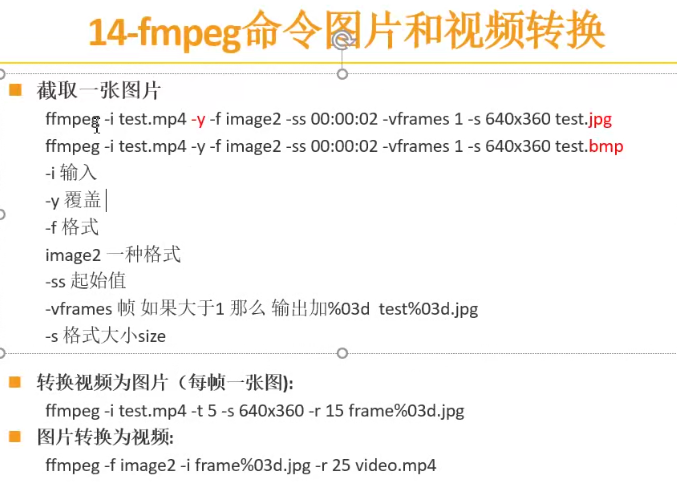 14-fmpeg命令图片和视频转换
截取一张图片
ffmpeg -i test.mp4 -y -f image2 -ss 00:00:02 -vframes 1 -s 640x360 test.jpg
ffmpeg -i test.mp4 -y -f image2 -ss 00:00:02 -vframes 1 -s 640x360 test.bmp
-i 输入
-y 覆盖
-f 格式
image2 一种格式
-ss 起始值
-vframes 帧 如果大于1 那么 输出加%03d test%03d.jpg
-s 格式大小size
转换视频为图片（每帧一张图):
ffmpeg -i test.mp4 -t 5 -s 640x360 -r 15 frame%03d.jpg
图片转换为视频:
ffmpeg -f image2 -i frame%03d.jpg -r 25 video.mp4